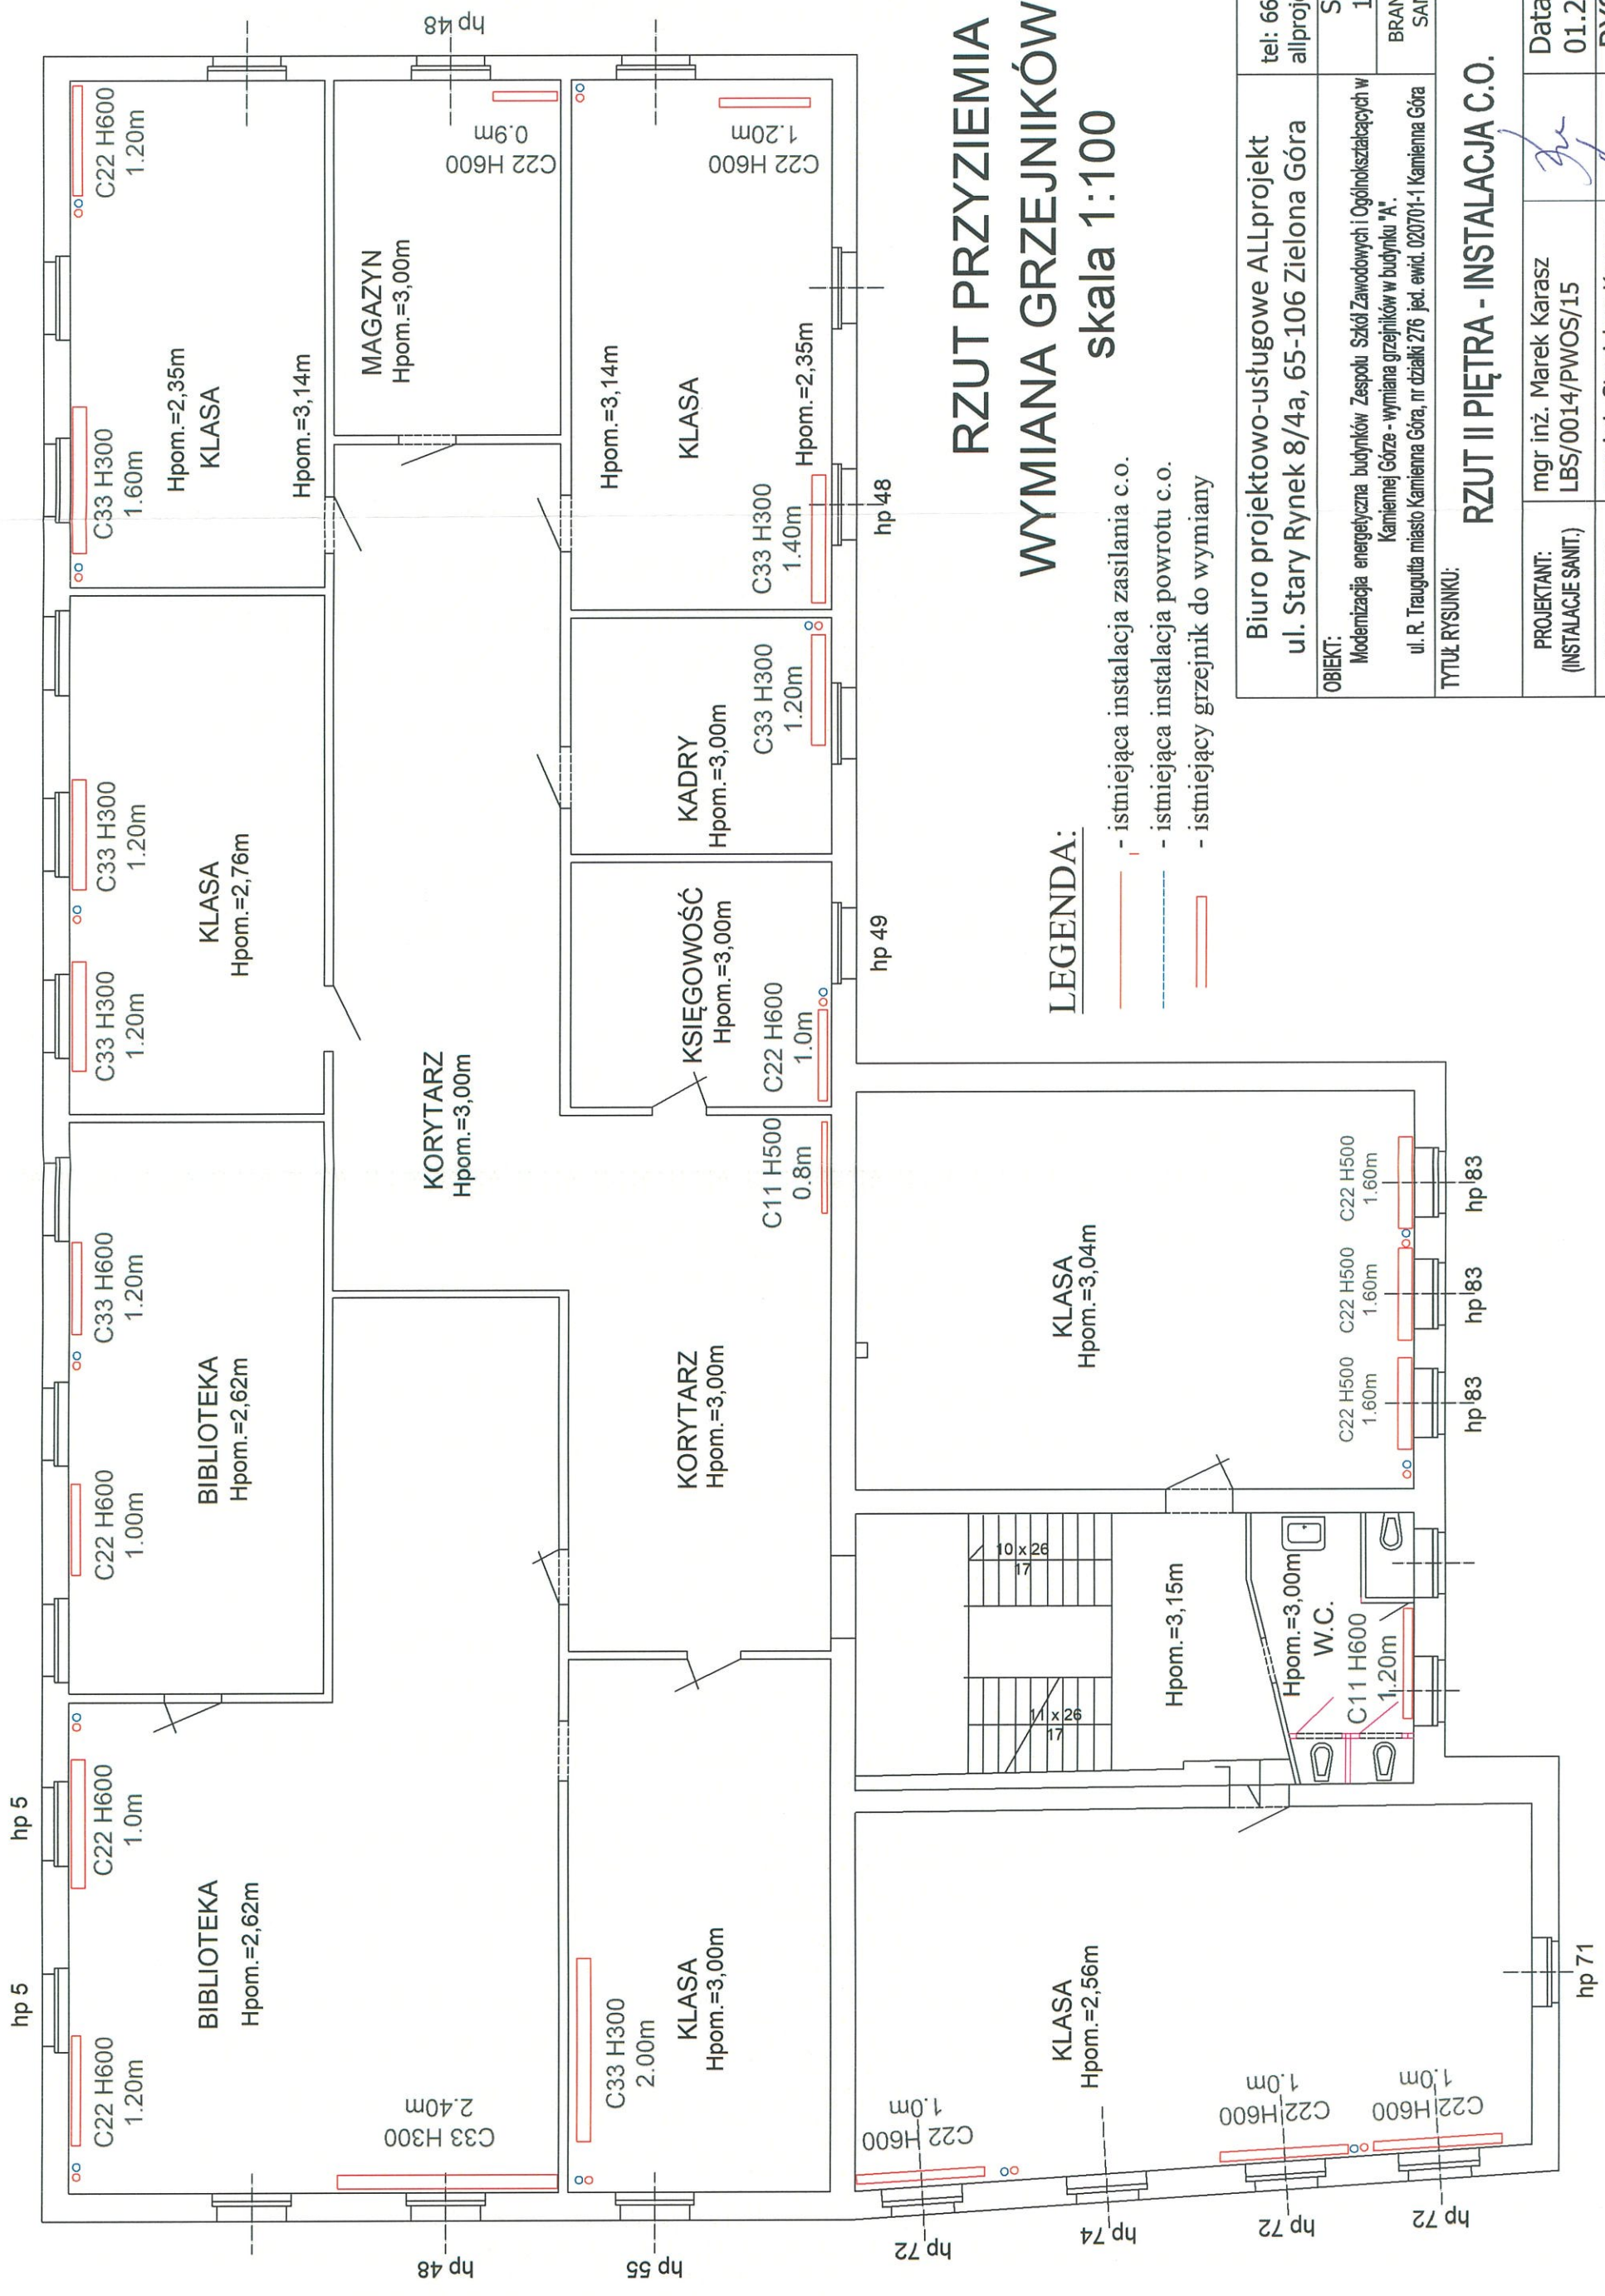 hp 5
hp 5
C22 H600
1.20m
C22 H600
1.0m
C22 H600
1.00m
C33 H600
1.20m
C33 H300
1.20m
C33 H300
1.20m
C33 H300
1.60m
C22 H600
1.20m
BIBLIOTEKA
Hpom.=2,62m
BIBLIOTEKA
Hpom.=2,62m
KLASA
Hpom.=2,76m
Hpom.=2,35m
KLASA
Hpom.=3,14m
C33 H300
2.40m
hp 48
KORYTARZ
Hpom.=3,00m
MAGAZYN
Hpom.=3,00m
C22 H600
0.9m
hp 48
C33 H300
2.00m
KLASA
Hpom.=3,00m
hp 55
KORYTARZ
Hpom.=3,00m
C11 H500
0.8m
KSIĘGOWOŚĆ
Hpom.=3,00m
C22 H600
1.0m
hp 49
KADRY
Hpom.=3,00m
C33 H300
1.20m
Hpom.=3,14m
KLASA
Hpom.=2,35m
C33 H300
1.40m
hp 48
C22 H600
1.20m
C22 H600
1.0m
hp 72
KLASA
Hpom.=2,56m
hp 74
C22 H600
1.0m
hp 72
C22 H600
1.0m
hp 72
hp 71
10 x 26
17
11 x 26
17
Hpom.=3,15m
Hpom.=3,00m
W.C.
C11 H600
1.20m
KLASA
Hpom.=3,04m
C22 H500
1.60m
C22 H500
1.60m
C22 H500
1.60m
hp 83
hp 83
hp 83
RZUT PRZYZIEMIA
WYMIANA GRZEJNIKÓW
skala 1:100
LEGENDA:
- istniejąca instalacja zasilania c.o.
- istniejąca instalacja powrotu c.o.
- istniejący grzejnik do wymiany
Biuro projektowo-usługowe ALLprojekt
ul. Stary Rynek 8/4a, 65-106 Zielona Góra
tel: 66
allproj
OBIEKT:
Modernizacjia energetyczna budynków Zespołu Szkól Zawodowych i Ogólnokształcących w
Kamiennej Górze - wymiana grzejników w budynku "A".
ul. R. Traugutta miasto Kamienna Góra, nr działki 276 jed. ewid. 020701-1 Kamienna Góra
S
1
BRAN
SAN
TYTUŁ RYSUNKU:
RZUT II PIĘTRA - INSTALACJA C.O.
PROJEKTANT:
(INSTALACJE SANIT.)
mgr inż. Marek Karasz
LBS/0014/PWOS/15
Data
01.2